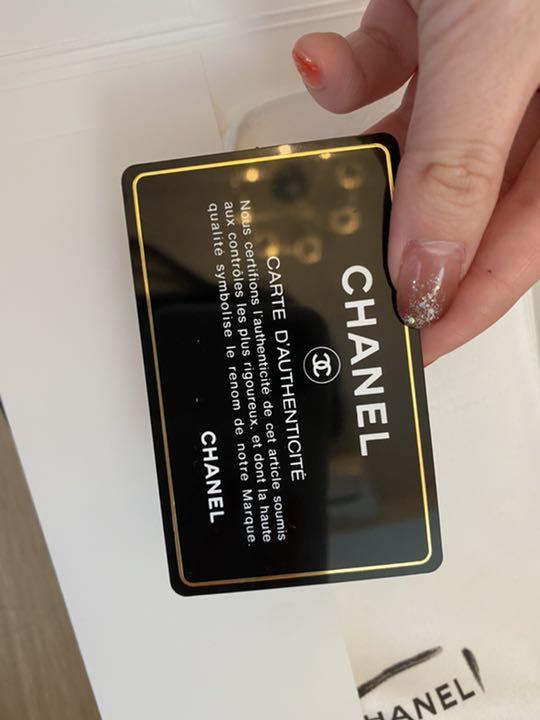 CHANEL
CARTE D'AUTHENTICITÉ
Nous certifions l'authenticité de cet article soumis
aux contrôles les plus rigoureux, et dont la haute
qualité symbolise le renom de notre Marque.
CHANEL
HANEL